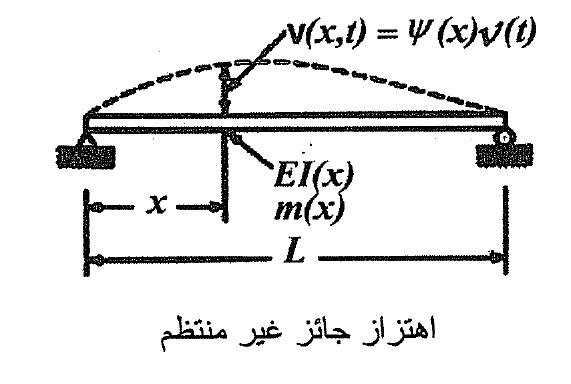 v(x,t) = Ψ(x)v(t)
EI(x)
m(x)
x
L
اهتزاز جائز غير منتظم